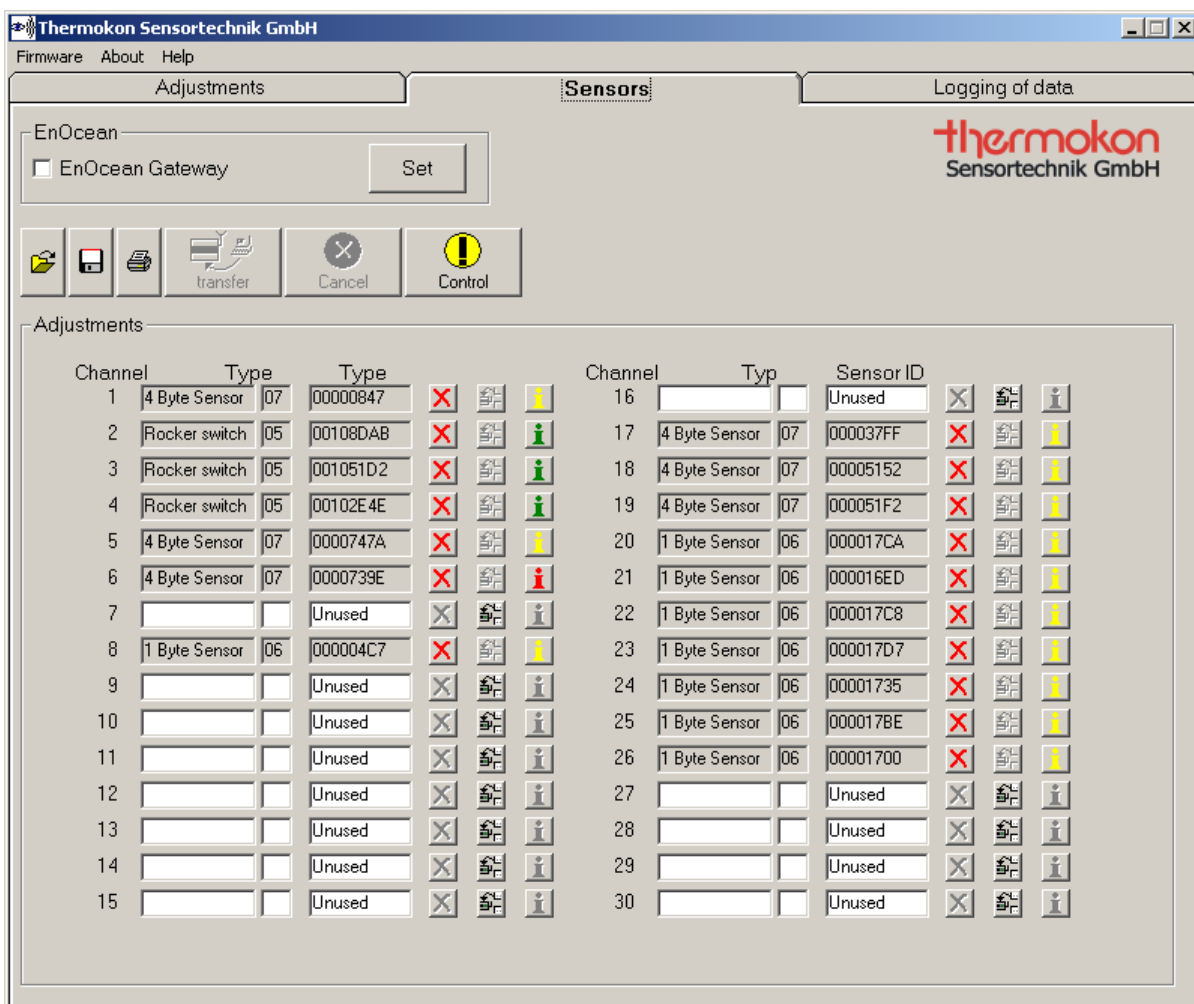 Thermokon Sensortechnik GmbH
Firmware About Help
Adjustments Sensors Logging of data
EnOcean
EnOcean Gateway Set
thermokon
Sensortechnik GmbH
transfer Cancel Control
Adjustments
Channel Type Type Channel Typ Sensor ID
1 4 Byte Sensor 07 00000847 16 Unused
2 Rocker switch 05 00108DAB 17 4 Byte Sensor 07 000037FF
3 Rocker switch 05 001051D2 18 4 Byte Sensor 07 00005152
4 Rocker switch 05 00102E4E 19 4 Byte Sensor 07 000051F2
5 4 Byte Sensor 07 0000747A 20 1 Byte Sensor 06 000017CA
6 4 Byte Sensor 07 0000739E 21 1 Byte Sensor 06 000016ED
7 Unused 22 1 Byte Sensor 06 000017C8
8 1 Byte Sensor 06 000004C7 23 1 Byte Sensor 06 000017D7
9 Unused 24 1 Byte Sensor 06 00001735
10 Unused 25 1 Byte Sensor 06 000017BE
11 Unused 26 1 Byte Sensor 06 00001700
12 Unused 27 Unused
13 Unused 28 Unused
14 Unused 29 Unused
15 Unused 30 Unused